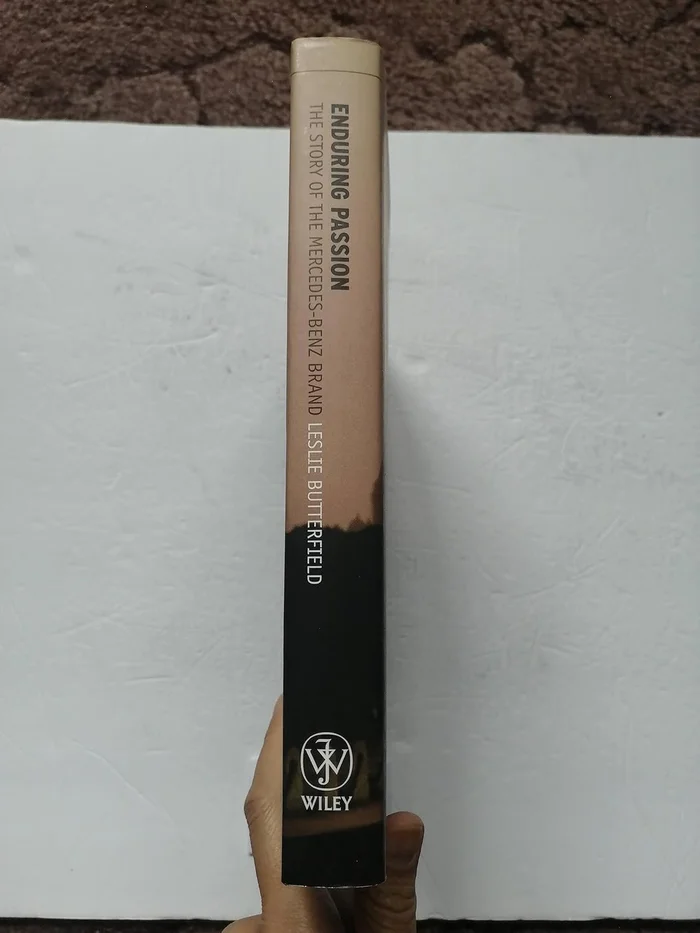 ENDURING PASSION
THE STORY OF THE MERCEDES-BENZ BRAND LESLIE BUTTERFIELD
WILEY